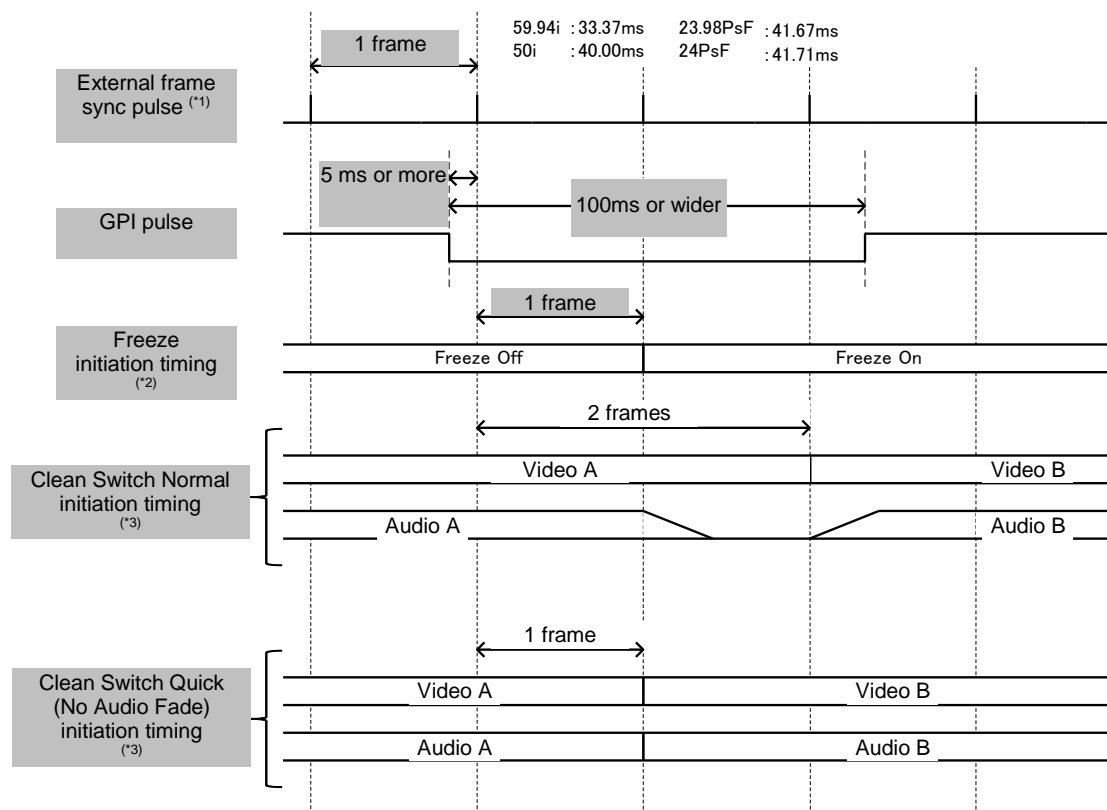 59.94i : 33.37ms 23.98PsF : 41.67ms
50i : 40.00ms 24PsF : 41.71ms
1 frame
External frame
sync pulse (*1)
5 ms or more
100ms or wider
GPI pulse
1 frame
Freeze
initiation timing
(*2)
Freeze Off
Freeze On
2 frames
Clean Switch Normal
initiation timing
(*3)
Video A
Video B
Audio A
Audio B
1 frame
Clean Switch Quick
(No Audio Fade)
initiation timing
(*3)
Video A
Video B
Audio A
Audio B